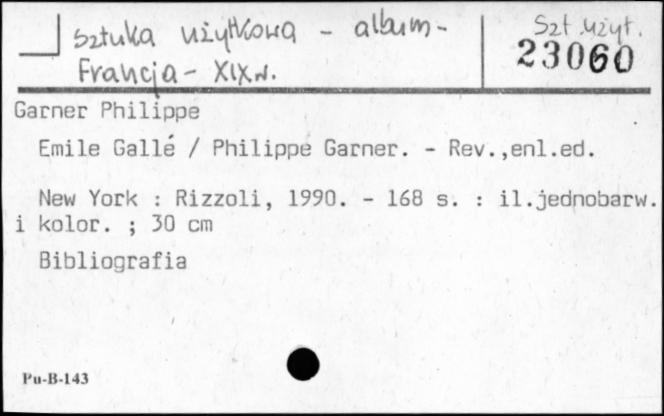 sztuka użytkowa - album -
Francja - XIX w.
Szt użyt.
23060
Garner Philippe
Emile Gallé / Philippe Garner. - Rev.,enl.ed.
New York : Rizzoli, 1990. - 168 s. : il.jednobarw.
i kolor. ; 30 cm
Bibliografia
Pu-B-143